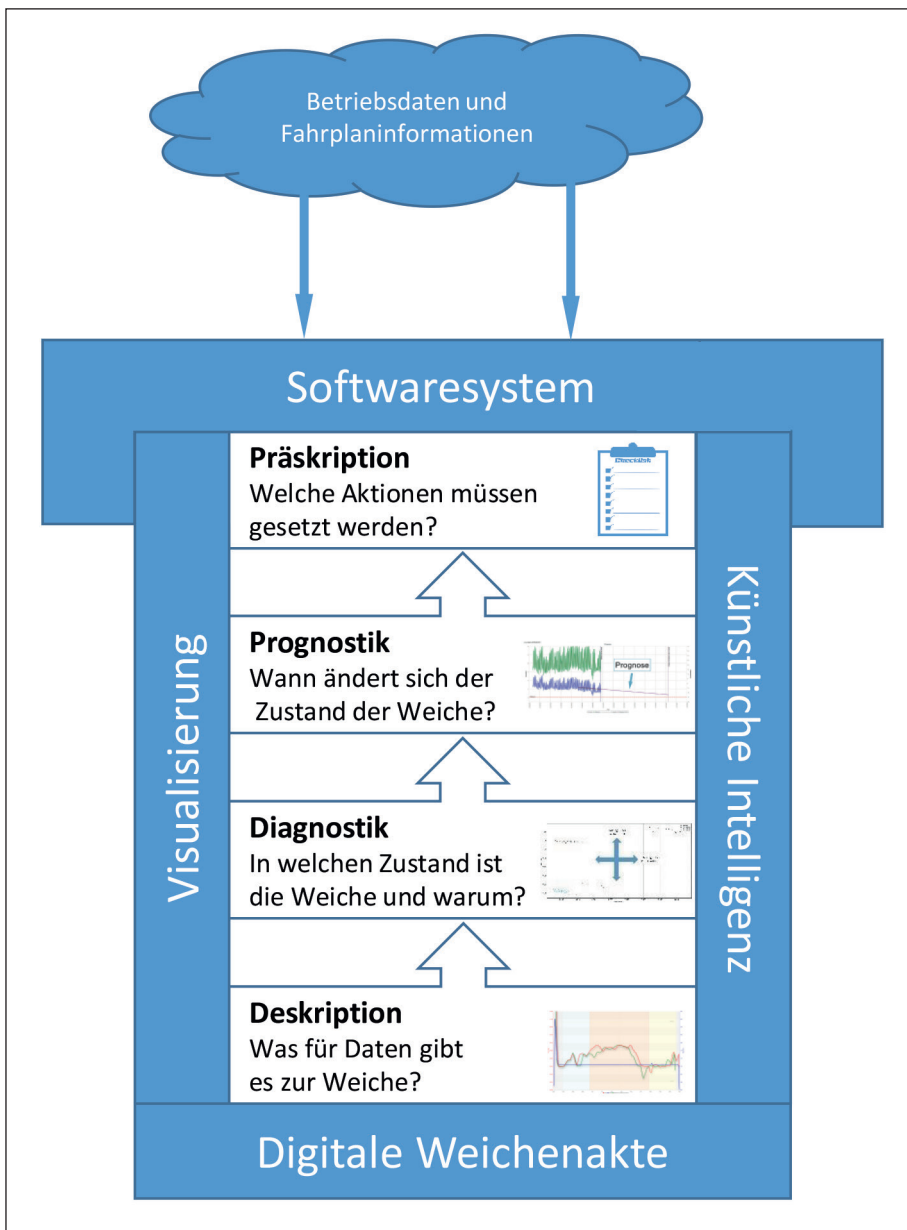 Betriebsdaten und
Fahrplaninformationen
Softwaresystem
Visualisierung
Künstliche Intelligenz
Präskription
Welche Aktionen müssen
gesetzt werden?
Checklist
Prognostik
Wann ändert sich der
Zustand der Weiche?
Prognose
Diagnostik
In welchen Zustand ist
die Weiche und warum?
Deskription
Was für Daten gibt
es zur Weiche?
Digitale Weichenakte